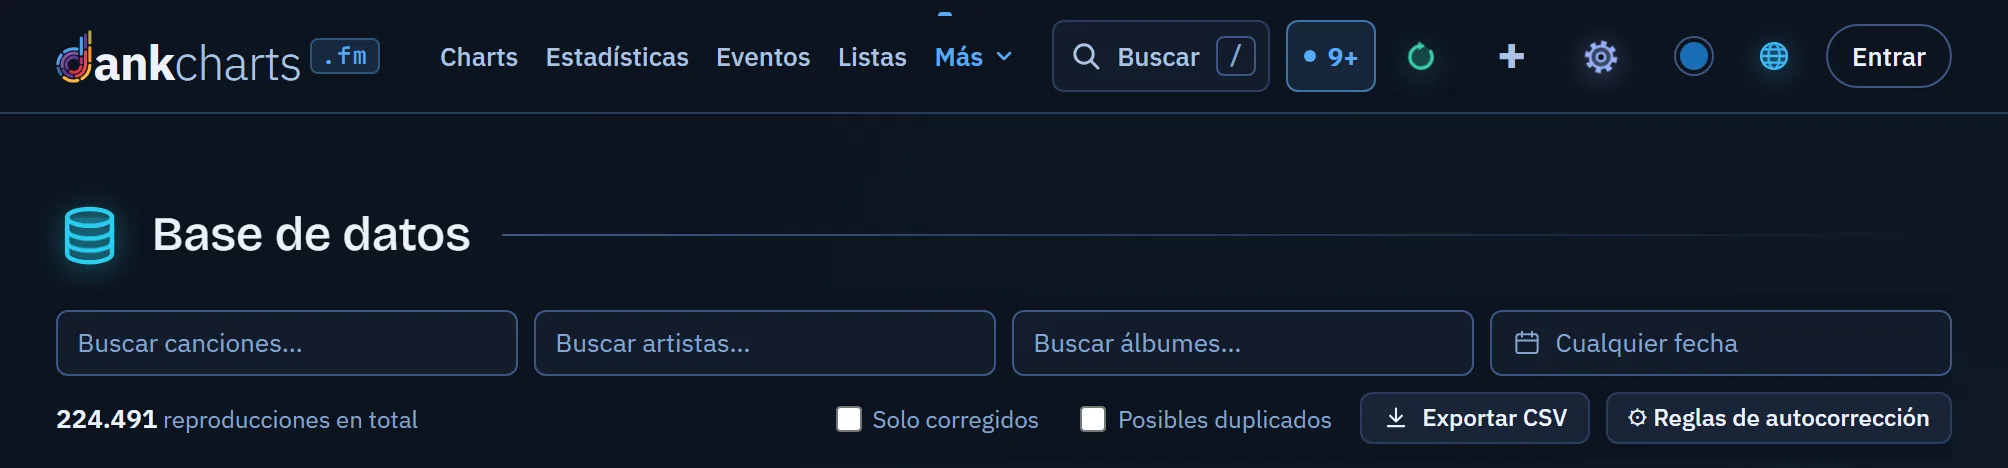 dankcharts .fm
Charts Estadísticas Eventos Listas Más Buscar / 9+ Entrar
Base de datos
Buscar canciones... Buscar artistas... Buscar álbumes... Cualquier fecha
224.491 reproducciones en total Solo corregidos Posibles duplicados Exportar CSV Reglas de autocorrección